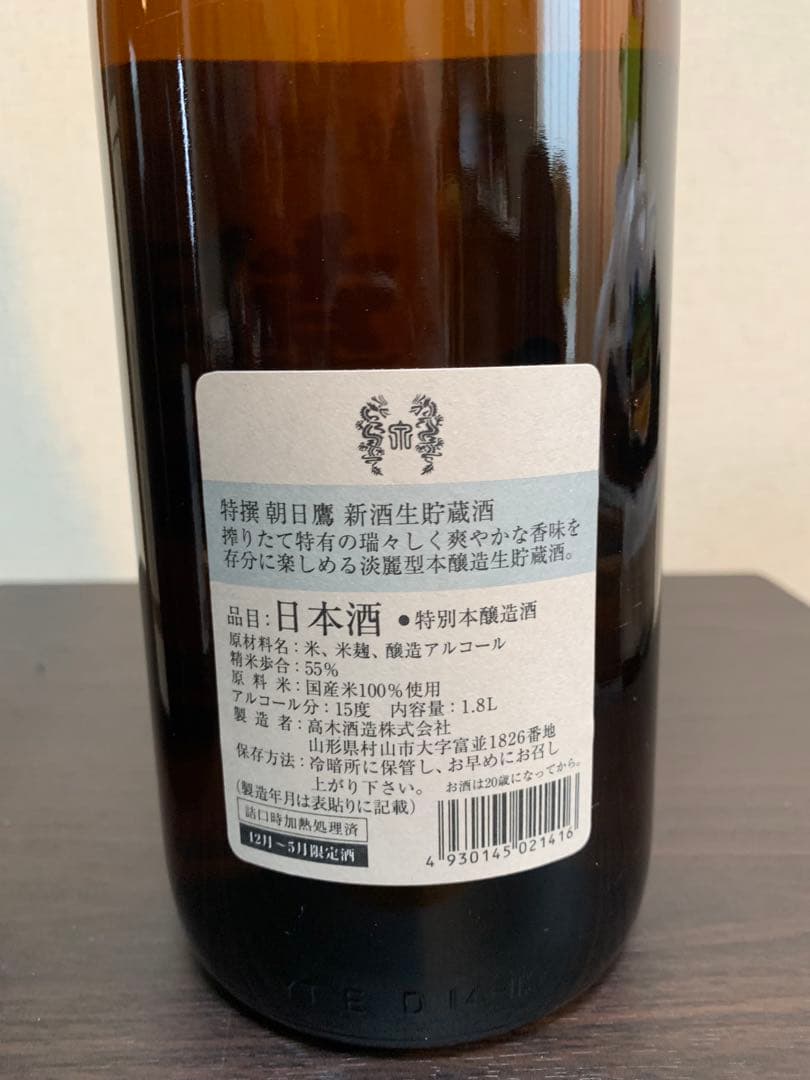 特撰 朝日鷹 新酒生貯蔵酒
搾りたて特有の瑞々しく爽やかな香味を
存分に楽しめる淡麗型本醸造生貯蔵酒。
品目：日本酒 ●特別本醸造酒
原材料名：米、米麹、醸造アルコール
精米歩合：55%
原料米：国産米100%使用
アルコール分：15度 内容量：1.8L
製造者：高木酒造株式会社
山形県村山市大字富並1826番地
保存方法：冷暗所に保管し、お早めにお召し
上がり下さい。 お酒は20歳になってから。
(製造年月は表貼りに記載)
詰口時加熱処理済
12月～5月限定酒
4 930145 021416